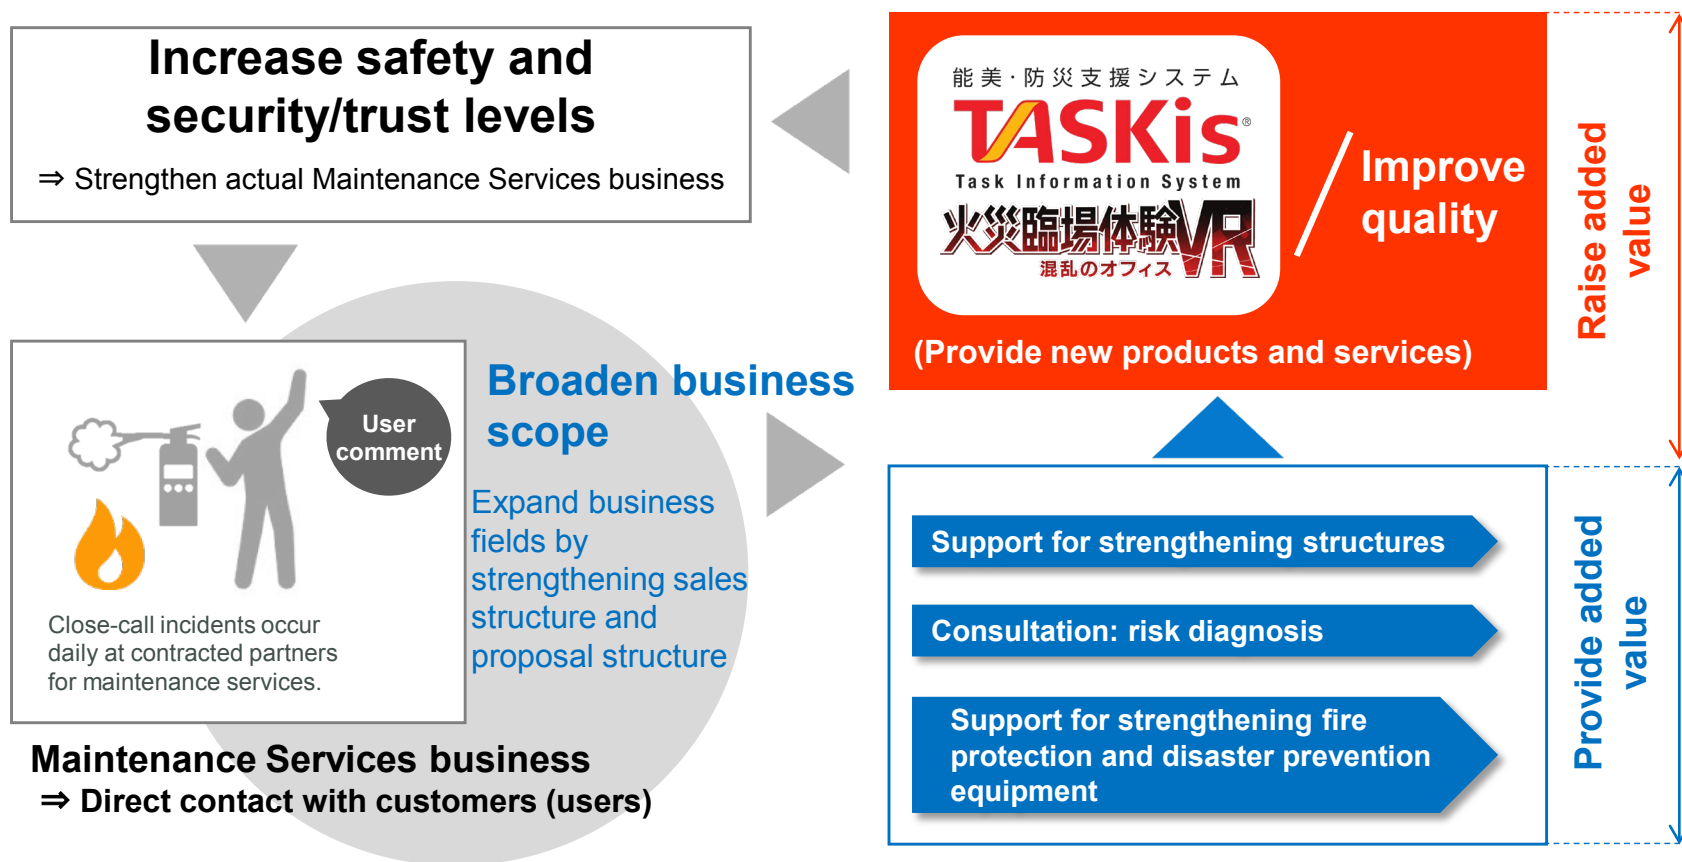 Increase safety and
security/trust levels
⇒ Strengthen actual Maintenance Services business
能美・防災支援システム
TASKis®
Task Information System
火災臨場体験VR
混乱のオフィス
Improve
quality
(Provide new products and services)
Raise added
value
User
comment
Close-call incidents occur
daily at contracted partners
for maintenance services.
Broaden business
scope
Expand business
fields by
strengthening sales
structure and
proposal structure
Maintenance Services business
⇒ Direct contact with customers (users)
Support for strengthening structures
Consultation: risk diagnosis
Support for strengthening fire
protection and disaster prevention
equipment
Provide added
value